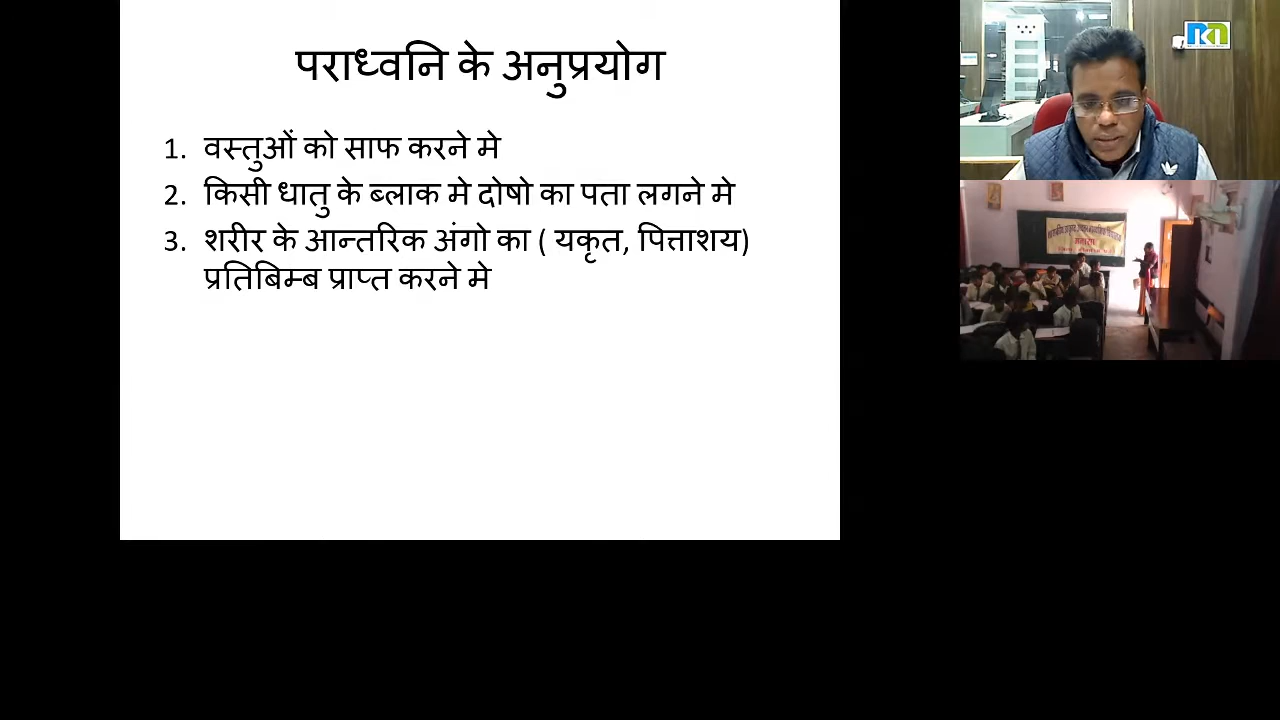 पराध्वनि के अनुप्रयोग
1. वस्तुओं को साफ करने मे
2. किसी धातु के ब्लाक मे दोषो का पता लगने मे
3. शरीर के आन्तरिक अंगो का ( यकृत, पित्ताशय)
प्रतिबिम्ब प्राप्त करने मे